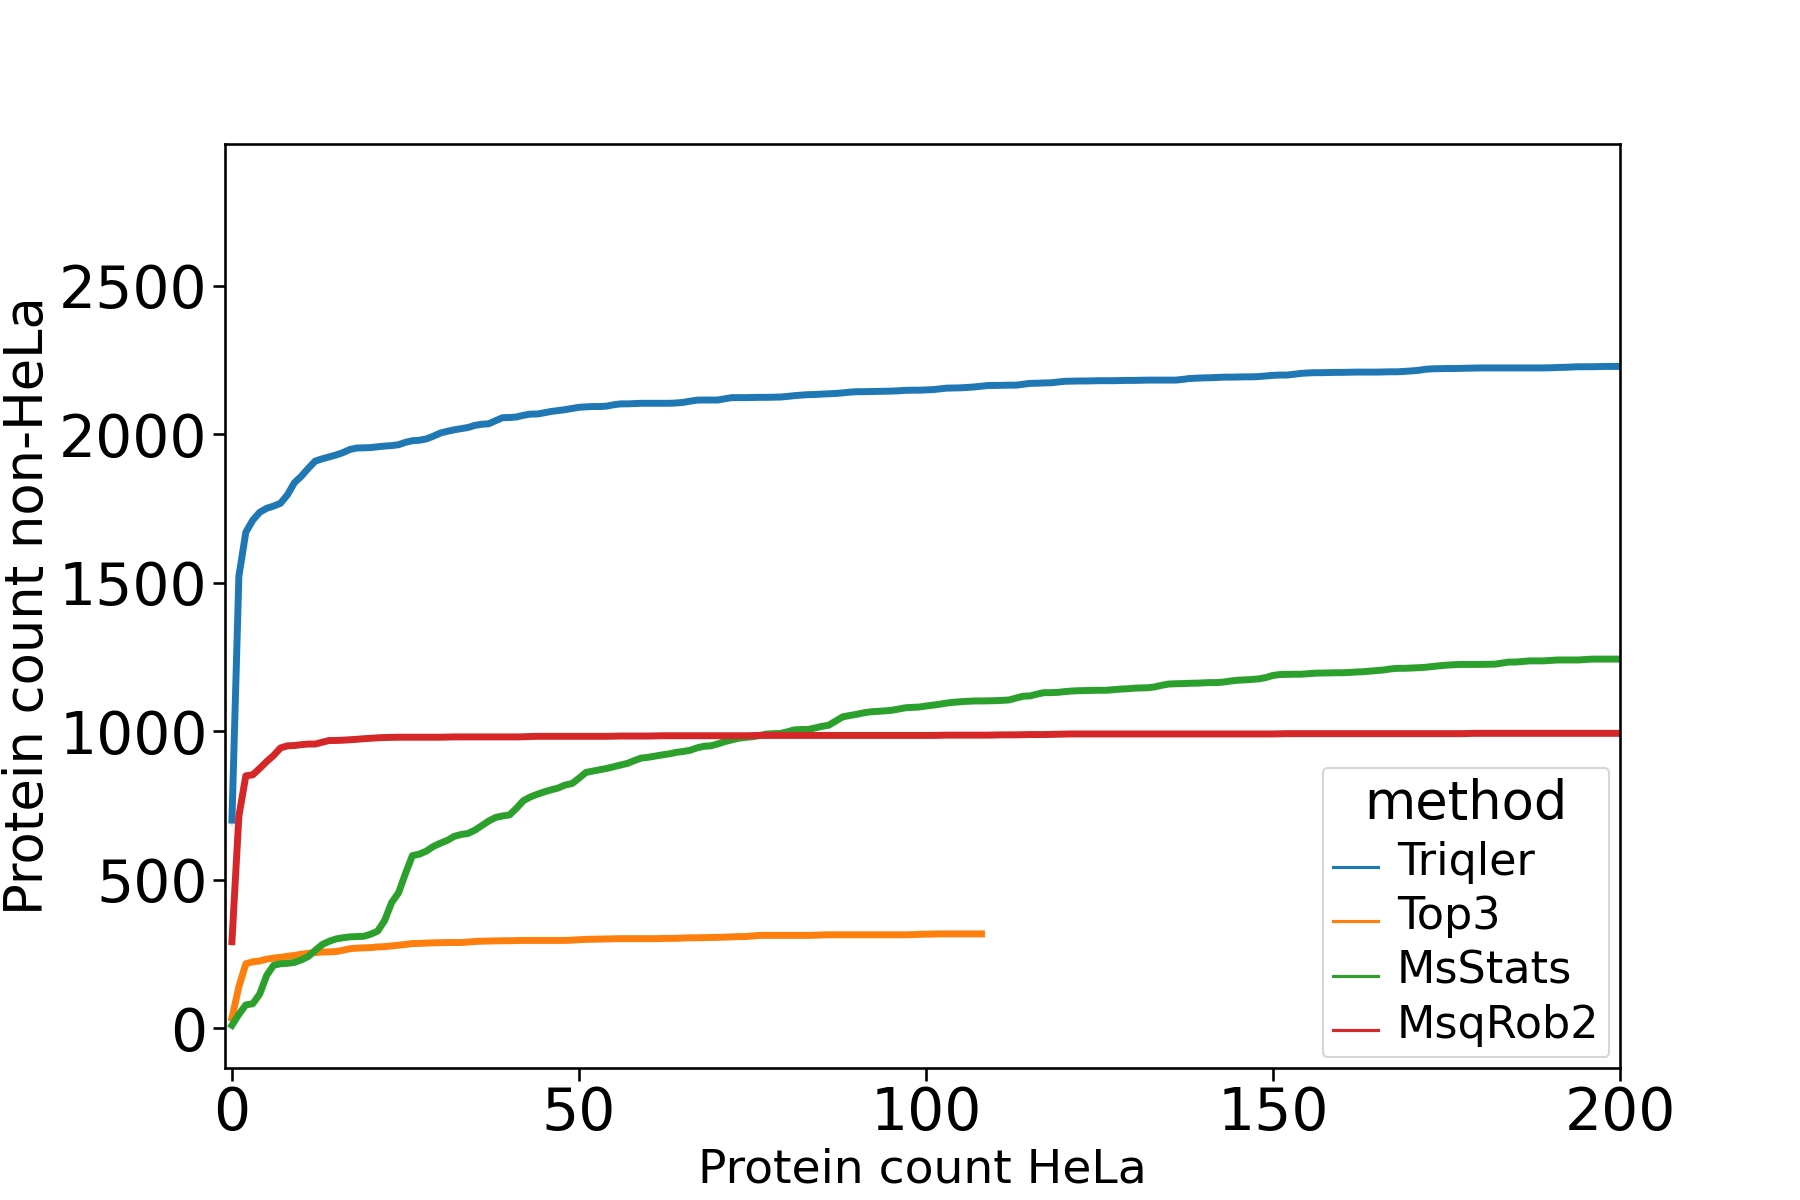 Protein count non-HeLa
2500
2000
1500
1000
500
0
0 50 100 150 200
Protein count HeLa
method
Triqler
Top3
MsStats
MsqRob2